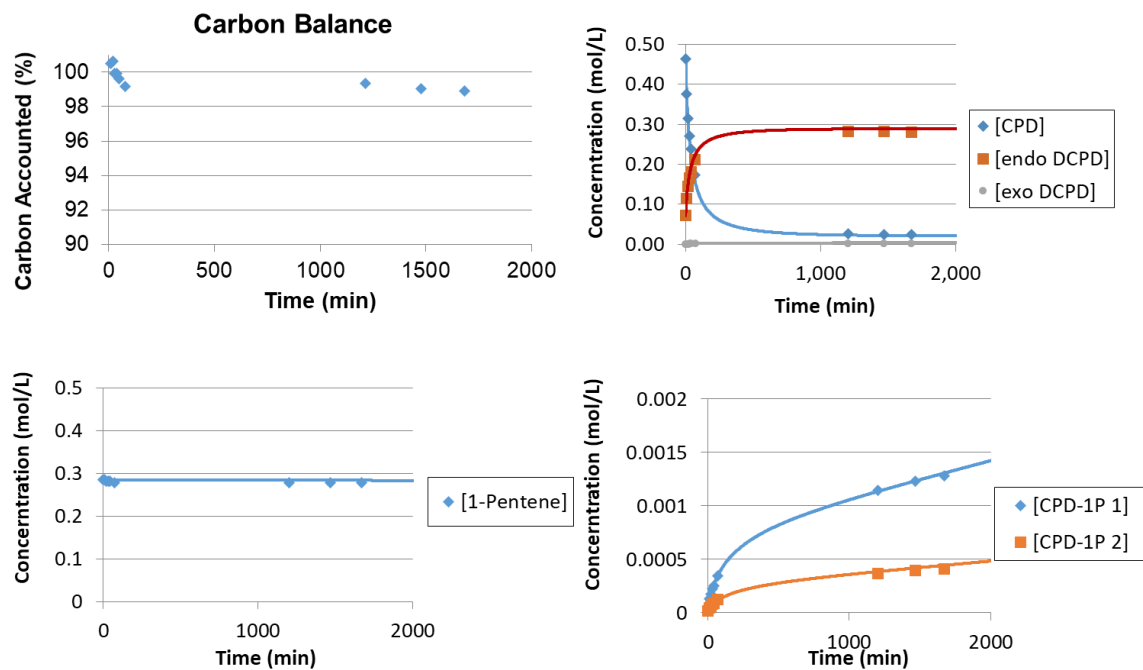 Carbon Balance
Carbon Accounted (%)
100
98
96
94
92
90
0 500 1000 1500 2000
Time (min)
Concerntration (mol/L)
0.50
0.40
0.30
0.20
0.10
0.00
0 1,000 2,000
Time (min)
[CPD]
[endo DCPD]
[exo DCPD]
Concerntration (mol/L)
0.5
0.4
0.3
0.2
0.1
0
0 1000 2000
Time (min)
[1-Pentene]
Concerntration (mol/L)
0.002
0.0015
0.001
0.0005
0
0 1000 2000
Time (min)
[CPD-1P 1]
[CPD-1P 2]